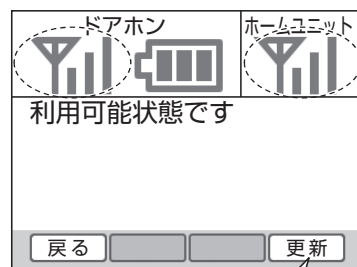 ドアホン
ホームユニット
利用可能状態です
戻る
更新